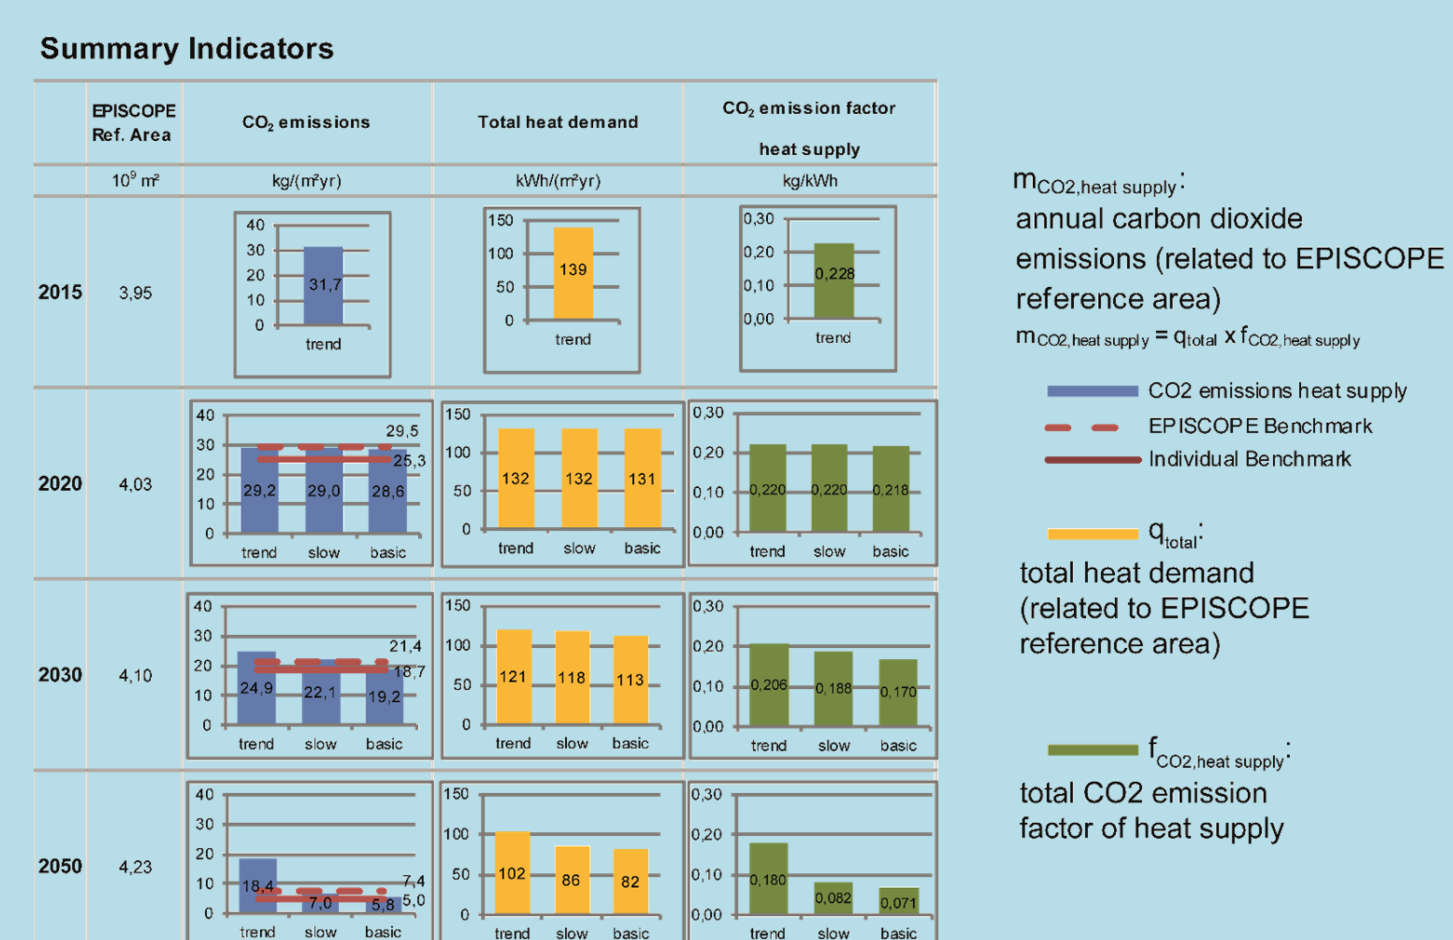 Summary Indicators
EPISCOPE
Ref. Area
CO₂ emissions
Total heat demand
CO₂ emission factor
heat supply
10⁹ m²
kg/(m²yr)
kWh/(m²yr)
kg/kWh
2015
3,95
40
30
20
10
0
31,7
trend
150
100
50
0
139
trend
0,30
0,20
0,10
0,00
0,228
trend
2020
4,03
40
30
20
10
0
29,5
25,3
29,2 29,0 28,6
trend slow basic
150
100
50
0
132 132 131
trend slow basic
0,30
0,20
0,10
0,00
0,220 0,220 0,218
trend slow basic
2030
4,10
40
30
20
10
0
21,4
18,7
24,9 22,1 19,2
trend slow basic
150
100
50
0
121 118 113
trend slow basic
0,30
0,20
0,10
0,00
0,206 0,188 0,170
trend slow basic
2050
4,23
40
30
20
10
0
7,4
5,0
18,4 7,0 5,8
trend slow basic
150
100
50
0
102 86 82
trend slow basic
0,30
0,20
0,10
0,00
0,180 0,082 0,071
trend slow basic
mCO2,heat supply:
annual carbon dioxide
emissions (related to EPISCOPE
reference area)
mCO2,heat supply = qtotal x fCO2,heat supply
CO2 emissions heat supply
EPISCOPE Benchmark
Individual Benchmark
qtotal:
total heat demand
(related to EPISCOPE
reference area)
fCO2,heat supply:
total CO2 emission
factor of heat supply